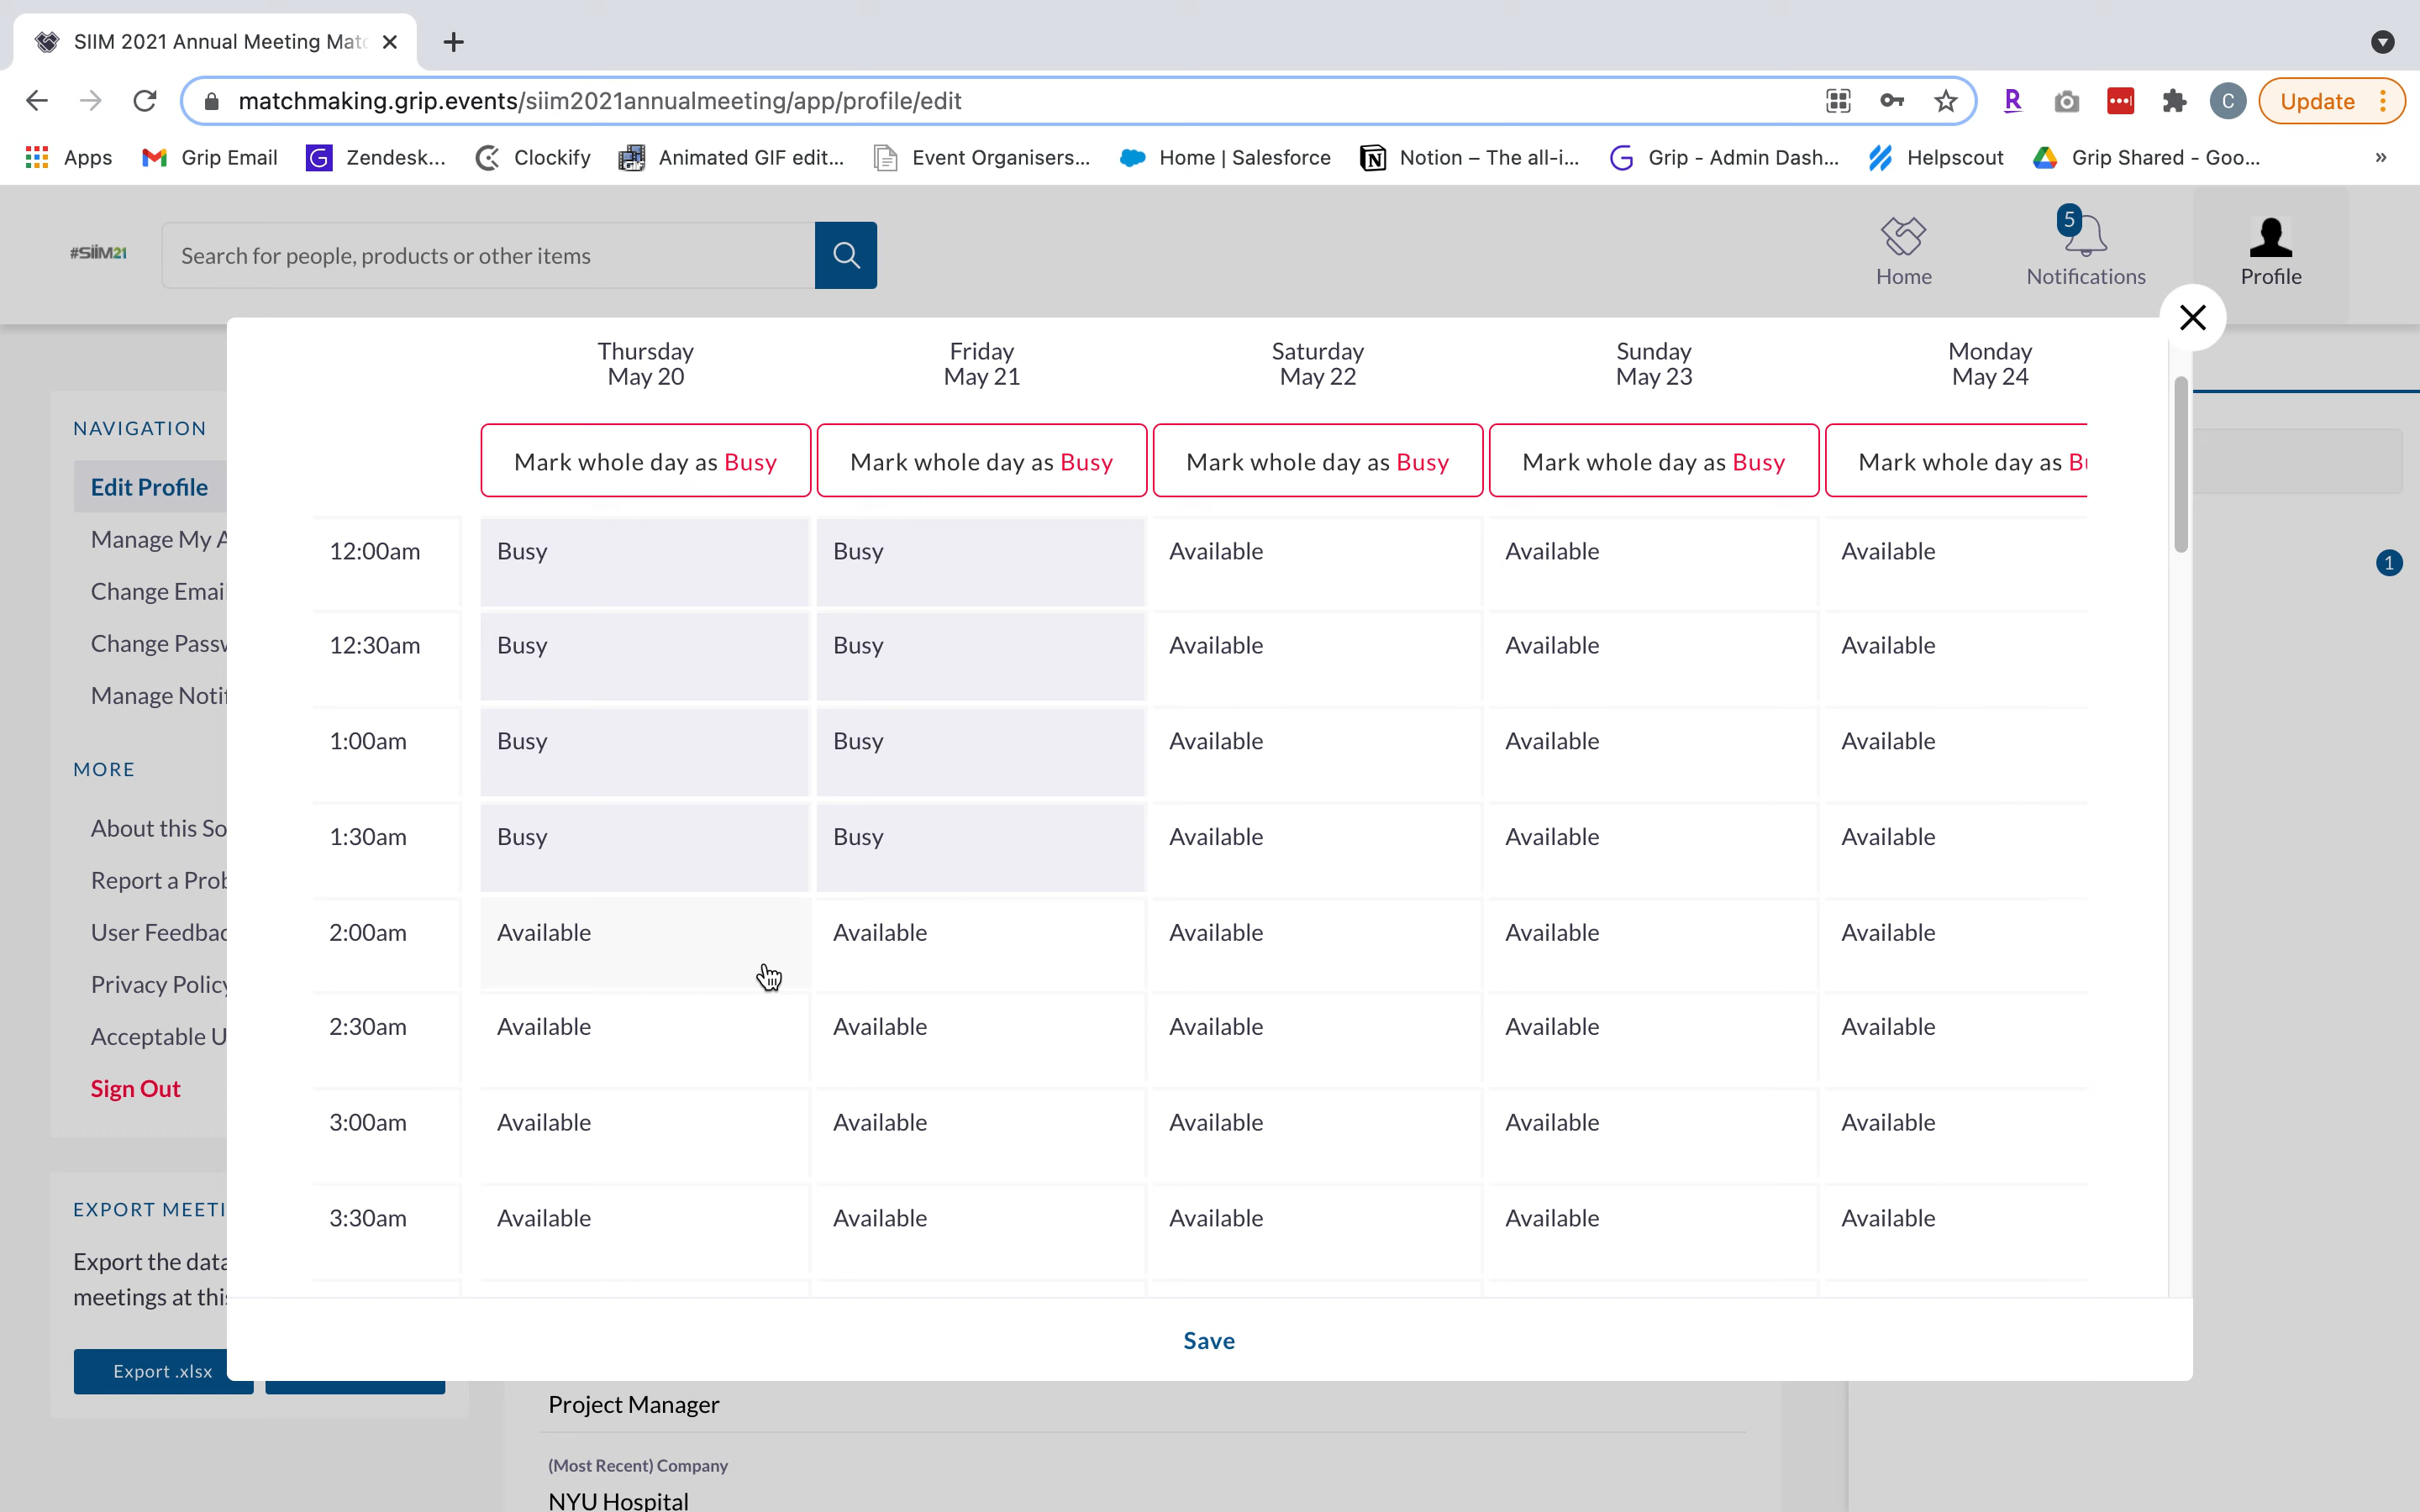 SIIM 2021 Annual Meeting Matc
matchmaking.grip.events/siim2021annualmeeting/app/profile/edit
R
C
Update
Apps
Grip Email
Zendesk...
Clockify
Animated GIF edit...
Event Organisers...
Home | Salesforce
Notion – The all-i...
Grip - Admin Dash...
Helpscout
Grip Shared - Goo...
»
#SIIM21
Search for people, products or other items
Home
5
Notifications
Profile
NAVIGATION
Edit Profile
Manage My A
Change Emai
Change Passw
Manage Notif
MORE
About this So
Report a Prob
User Feedbac
Privacy Policy
Acceptable U
Sign Out
EXPORT MEETI
Export the data
meetings at this
Export .xlsx
Thursday May 20
Friday May 21
Saturday May 22
Sunday May 23
Monday May 24
Mark whole day as Busy
Mark whole day as Busy
Mark whole day as Busy
Mark whole day as Busy
Mark whole day as Bu
12:00am Busy Busy Available Available Available
12:30am Busy Busy Available Available Available
1:00am Busy Busy Available Available Available
1:30am Busy Busy Available Available Available
2:00am Available Available Available Available Available
2:30am Available Available Available Available Available
3:00am Available Available Available Available Available
3:30am Available Available Available Available Available
Save
1
Project Manager
(Most Recent) Company
NYU Hospital